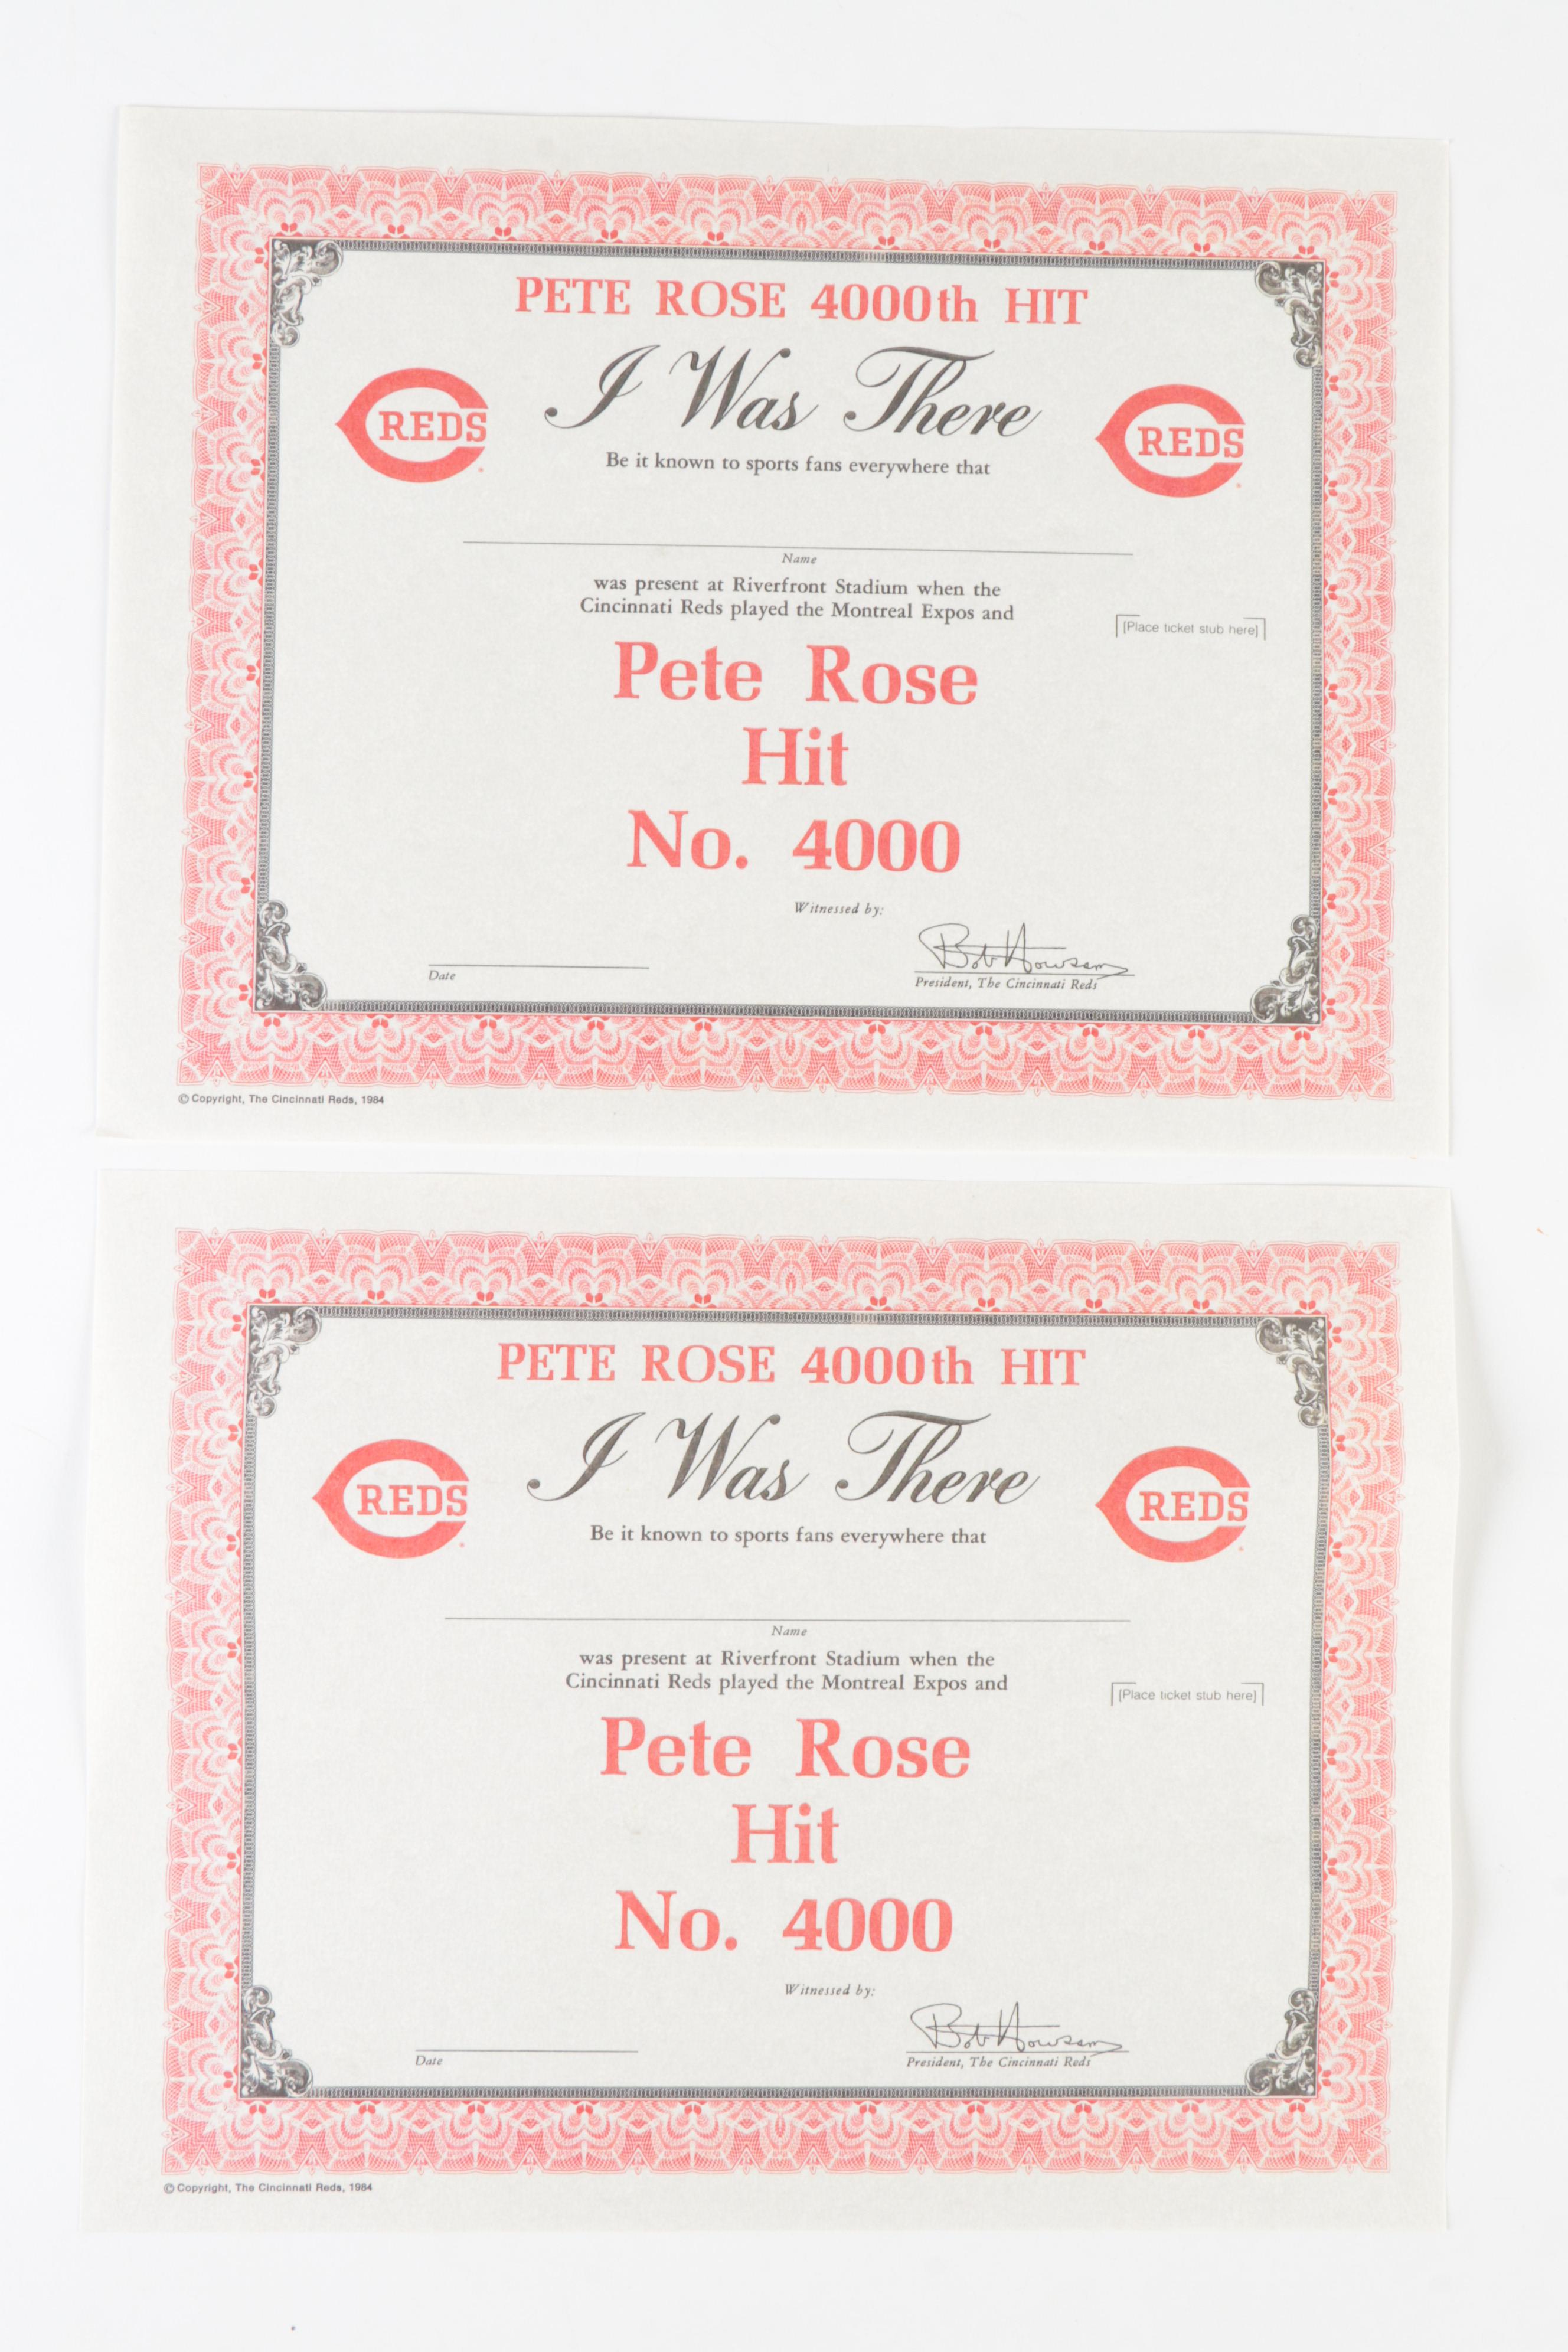 PETE ROSE 4000th HIT
I Was There
REDS
REDS
Be it known to sports fans everywhere that
Name
was present at Riverfront Stadium when the
Cincinnati Reds played the Montreal Expos and
[Place ticket stub here]
Pete Rose
Hit
No. 4000
Witnessed by:
Bob Howsam
Date
President, The Cincinnati Reds
© Copyright, The Cincinnati Reds, 1984
PETE ROSE 4000th HIT
I Was There
REDS
REDS
Be it known to sports fans everywhere that
Name
was present at Riverfront Stadium when the
Cincinnati Reds played the Montreal Expos and
[Place ticket stub here]
Pete Rose
Hit
No. 4000
Witnessed by:
Bob Howsam
Date
President, The Cincinnati Reds
© Copyright, The Cincinnati Reds, 1984